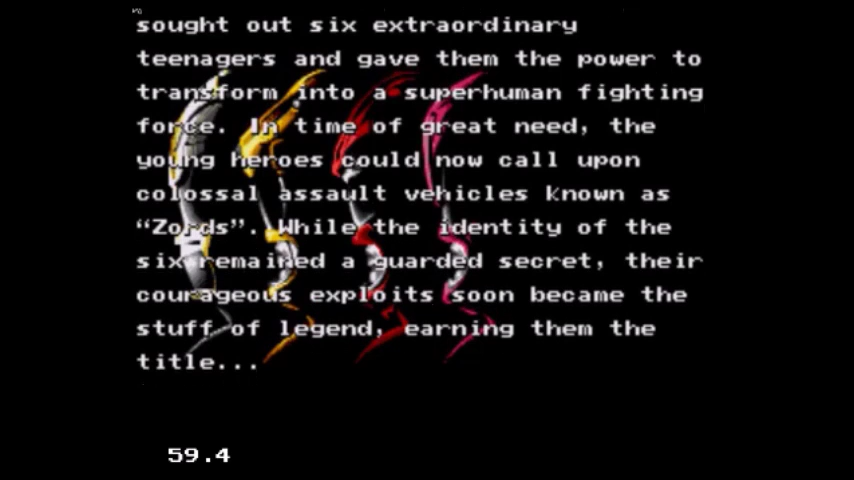 sought out six extraordinary
teenagers and gave them the power to
transform into a superhuman fighting
force. In time of great need, the
young heroes could now call upon
colossal assault vehicles known as
“Zords”. While the identity of the
six remained a guarded secret, their
courageous exploits soon became the
stuff of legend, earning them the
title...
59.4